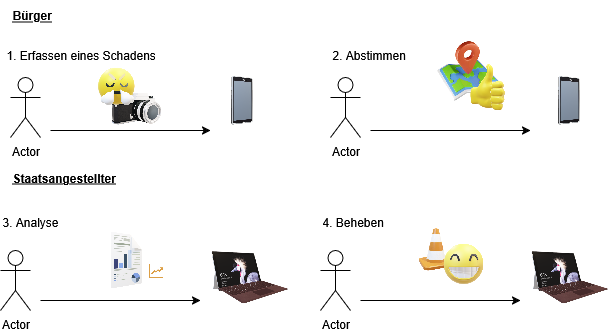 Bürger
1. Erfassen eines Schadens
2. Abstimmen
Actor
Actor
Staatsangestellter
3. Analyse
4. Beheben
Actor
Actor